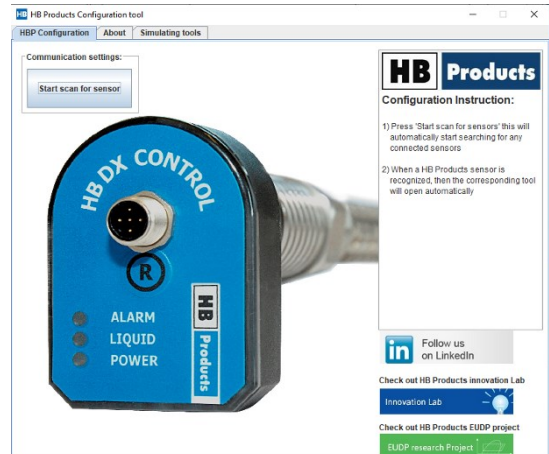 HB HB Products Configuration tool
HBP Configuration About Simulating tools
Communication settings:
Start scan for sensor
HB DX CONTROL
R
ALARM
LIQUID
POWER
HB
Products
HB Products
Configuration Instruction:
1) Press 'Start scan for sensors' this will
automatically start searching for any
connected sensors
2) When a HB Products sensor is
recognized, then the corresponding tool
will open automatically
in Follow us
on LinkedIn
Check out HB Products innovation Lab
Innovation Lab
Check out HB Products EUDP project
EUDP research Project